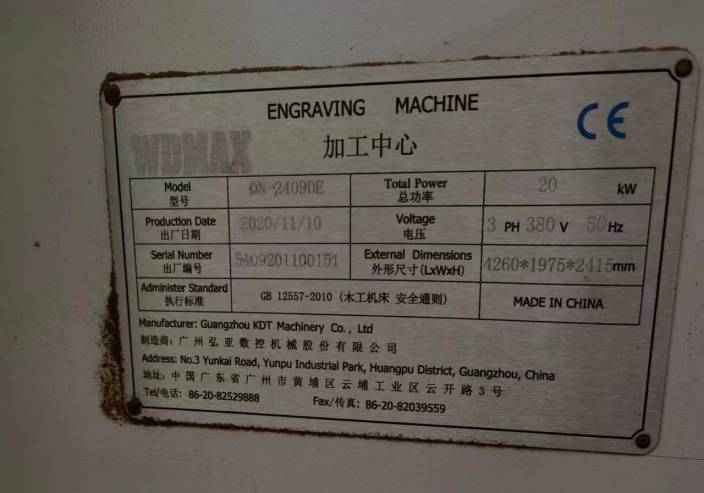 ENGRAVING MACHINE
CE
WDMAX
加工中心
Model DN-2409DE Total Power 20 kW
型号 总功率
Production Date 2020/11/10 Voltage 3 PH 380 V 50 Hz
出厂日期 电压
Serial Number 5409201100151 External Dimensions 4260*1975*2415mm
出厂编号 外形尺寸(LxWxH)
Administer Standard GB 12557-2010 (木工机床 安全通则) MADE IN CHINA
执行标准
Manufacturer: Guangzhou KDT Machinery Co., Ltd
制造商: 广州弘亚数控机械股份有限公司
Address: No.3 Yunkai Road, Yunpu Industrial Park, Huangpu District, Guangzhou, China
地址: 中国广东省广州市黄埔区云埔工业区云开路3号
Tel/电话: 86-20-82529888 Fax/传真: 86-20-82039559